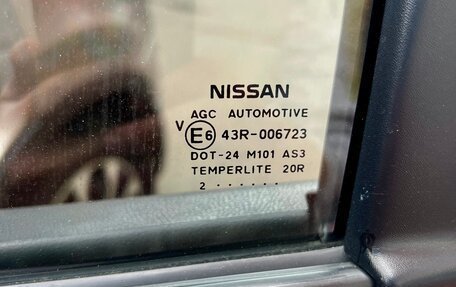 NISSAN
AGC AUTOMOTIVE
V E6 43R-006723
DOT-24 M101 AS3
TEMPERLITE 20R
2 · · · · · ·